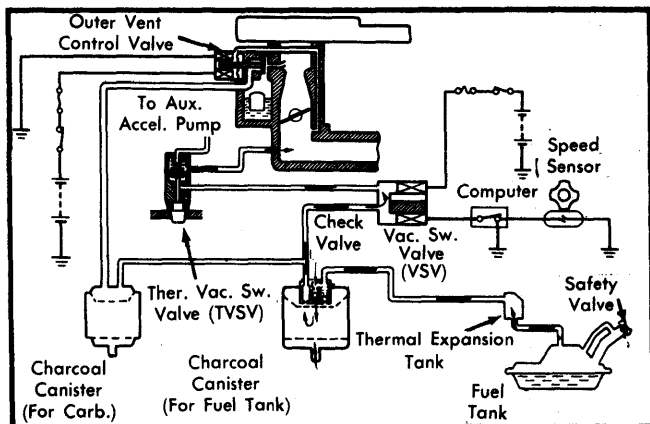 Outer Vent
Control Valve
To Aux.
Accel. Pump
Speed
Sensor
Computer
Check
Valve
Vac. Sw.
Valve
(VSV)
Ther. Vac. Sw.
Valve (TVSV)
Safety
Valve
Thermal Expansion
Tank
Charcoal
Canister
(For Carb.)
Charcoal
Canister
(For Fuel Tank)
Fuel
Tank